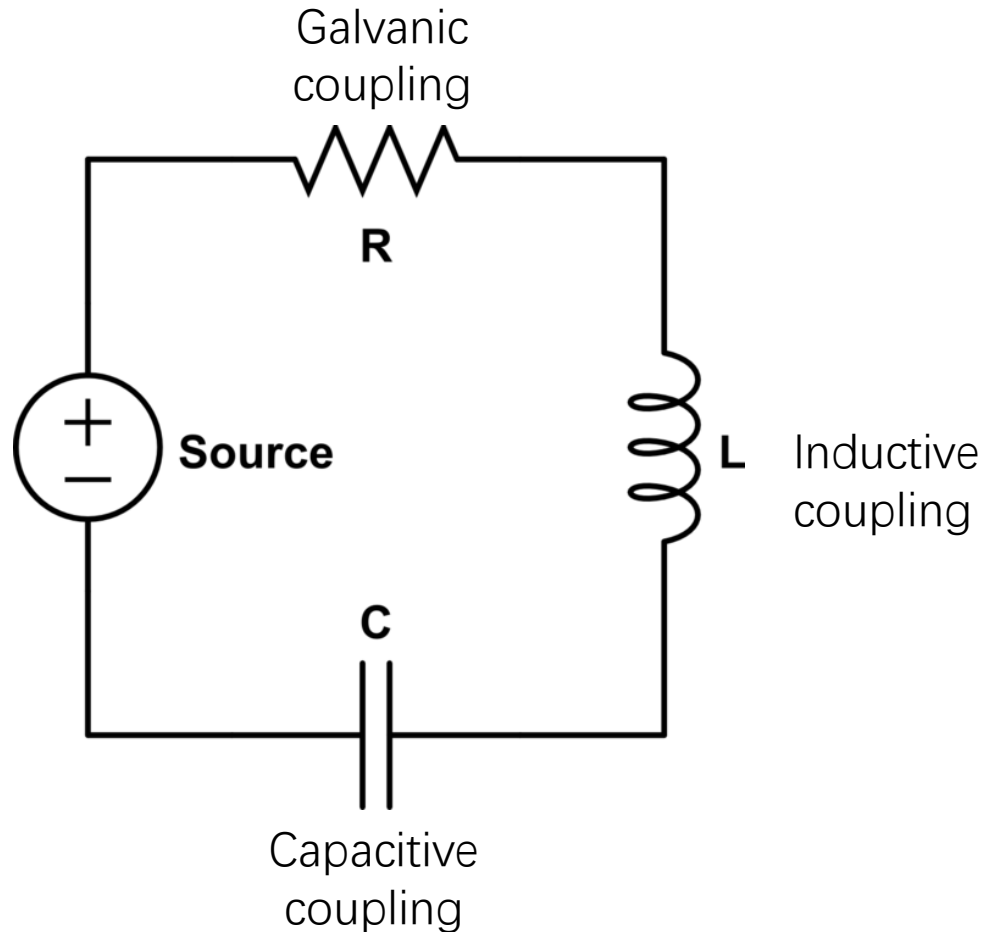 Galvanic
coupling
R
+
−
Source
L
Inductive
coupling
C
Capacitive
coupling